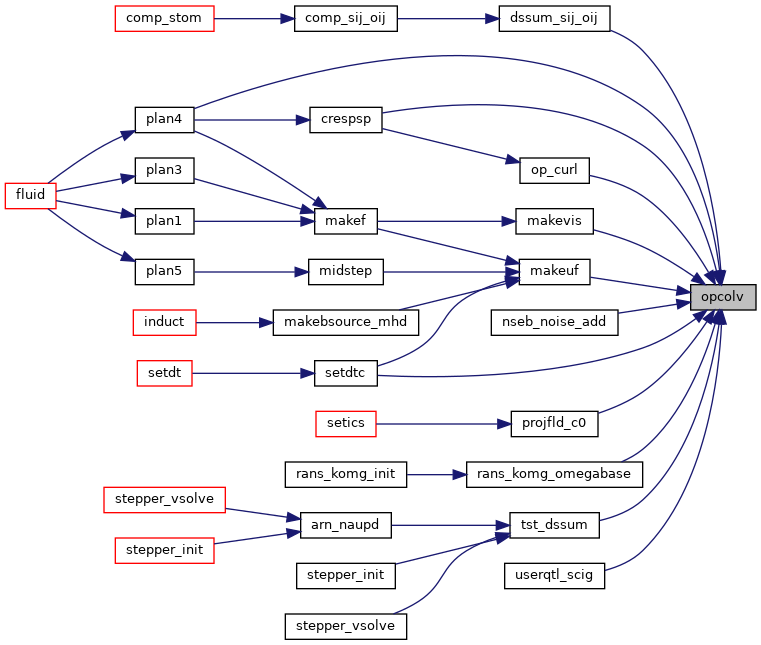 comp_stom
comp_sij_oij
dssum_sij_oij
plan4
crespsp
plan3
op_curl
fluid
plan1
makef
makevis
plan5
midstep
makeuf
opcolv
induct
makebsource_mhd
nseb_noise_add
setdt
setdtc
setics
projfld_c0
rans_komg_init
rans_komg_omegabase
stepper_vsolve
arn_naupd
tst_dssum
stepper_init
stepper_init
userqtl_scig
stepper_vsolve